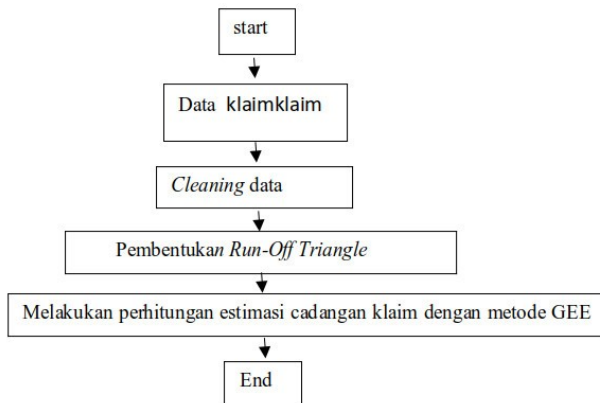 start
Data klaimklaim
Cleaning data
Pembentukan Run-Off Triangle
Melakukan perhitungan estimasi cadangan klaim dengan metode GEE
End